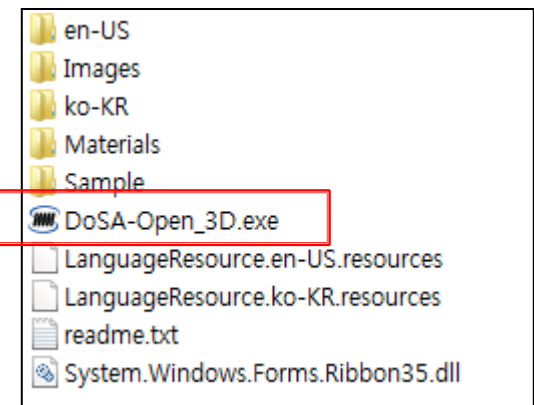 en-US
Images
ko-KR
Materials
Sample
DoSA-Open_3D.exe
LanguageResource.en-US.resources
LanguageResource.ko-KR.resources
readme.txt
System.Windows.Forms.Ribbon35.dll